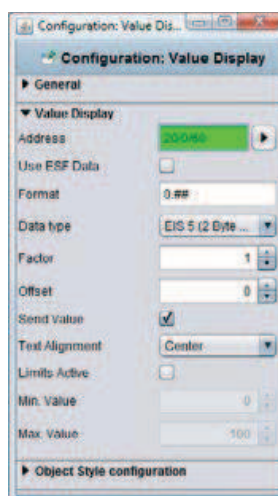 Configuration: Value Dis...
Configuration: Value Display
General
Value Display
Address 20/0/60
Use ESF Data
Format 0.##
Data type EIS 5 (2 Byte ...
Factor 1
Offset 0
Send Value
Text Alignment Center
Limits Active
Min. Value 0
Max. Value 100
Object Style configuration